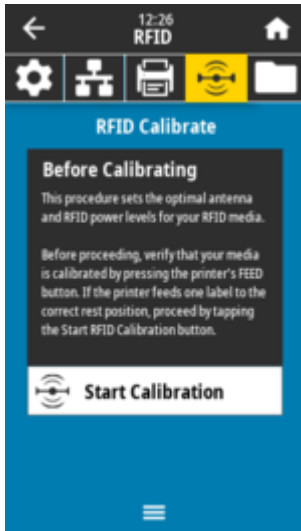 12:26
RFID
RFID Calibrate
Before Calibrating
This procedure sets the optimal antenna
and RFID power levels for your RFID media.
Before proceeding, verify that your media
is calibrated by pressing the printer's FEED
button. If the printer feeds one label to the
correct rest position, proceed by tapping
the Start RFID Calibration button.
Start Calibration